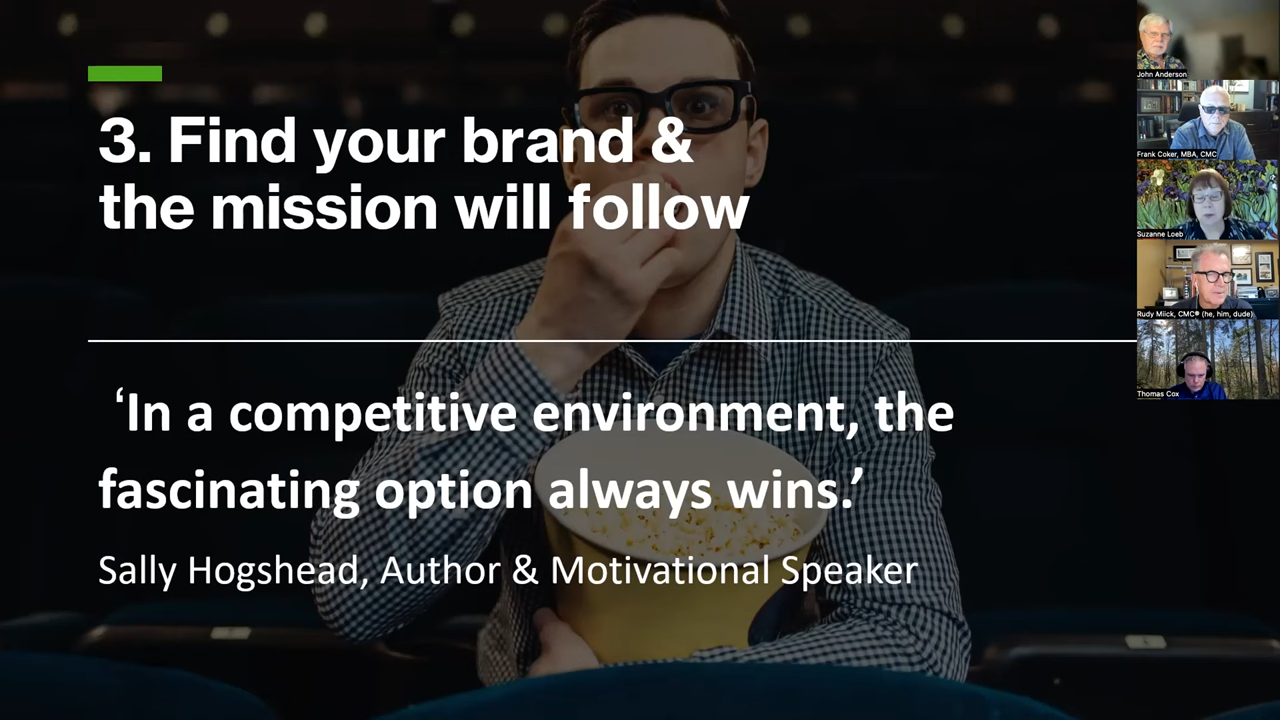 3. Find your brand &
the mission will follow
‘In a competitive environment, the
fascinating option always wins.’
Sally Hogshead, Author & Motivational Speaker
John Anderson
Frank Coker, MBA, CMC
Suzanne Loeb
Rudy Miick, CMC® (he, him, dude)
Thomas Cox